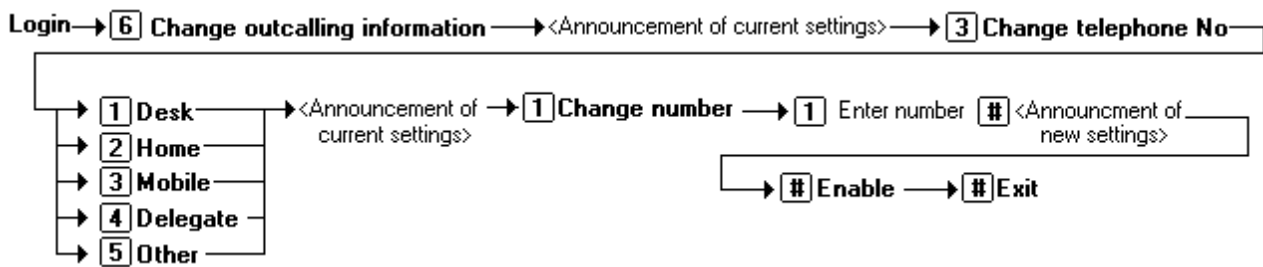 Login 6 Change outcalling information <Announcement of current settings> 3 Change telephone No
1 Desk <Announcement of 1 Change number 1 Enter number # <Announcment of
current settings> new settings>
2 Home
3 Mobile # Enable # Exit
4 Delegate
5 Other